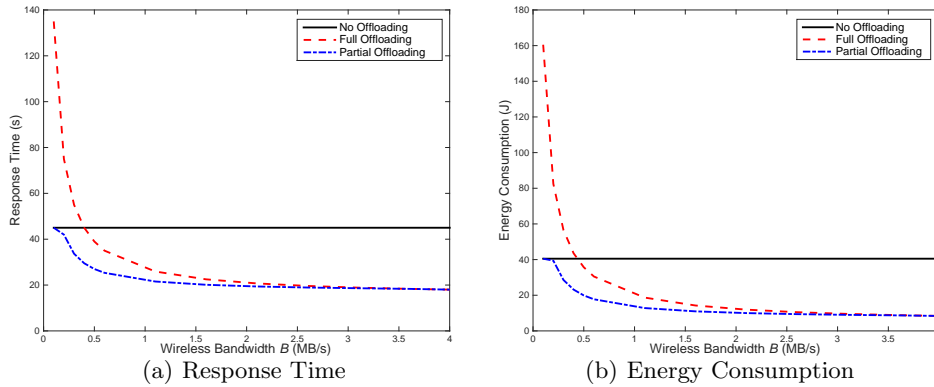 140
120
100
80
60
40
20
0
Response Time (s)
0 0.5 1 1.5 2 2.5 3 3.5 4
Wireless Bandwidth B (MB/s)
No Offloading
Full Offloading
Partial Offloading
(a) Response Time
180
160
140
120
100
80
60
40
20
0
Energy Consumption (J)
0 0.5 1 1.5 2 2.5 3 3.5
Wireless Bandwidth B (MB/s)
No Offloading
Full Offloading
Partial Offloading
(b) Energy Consumption